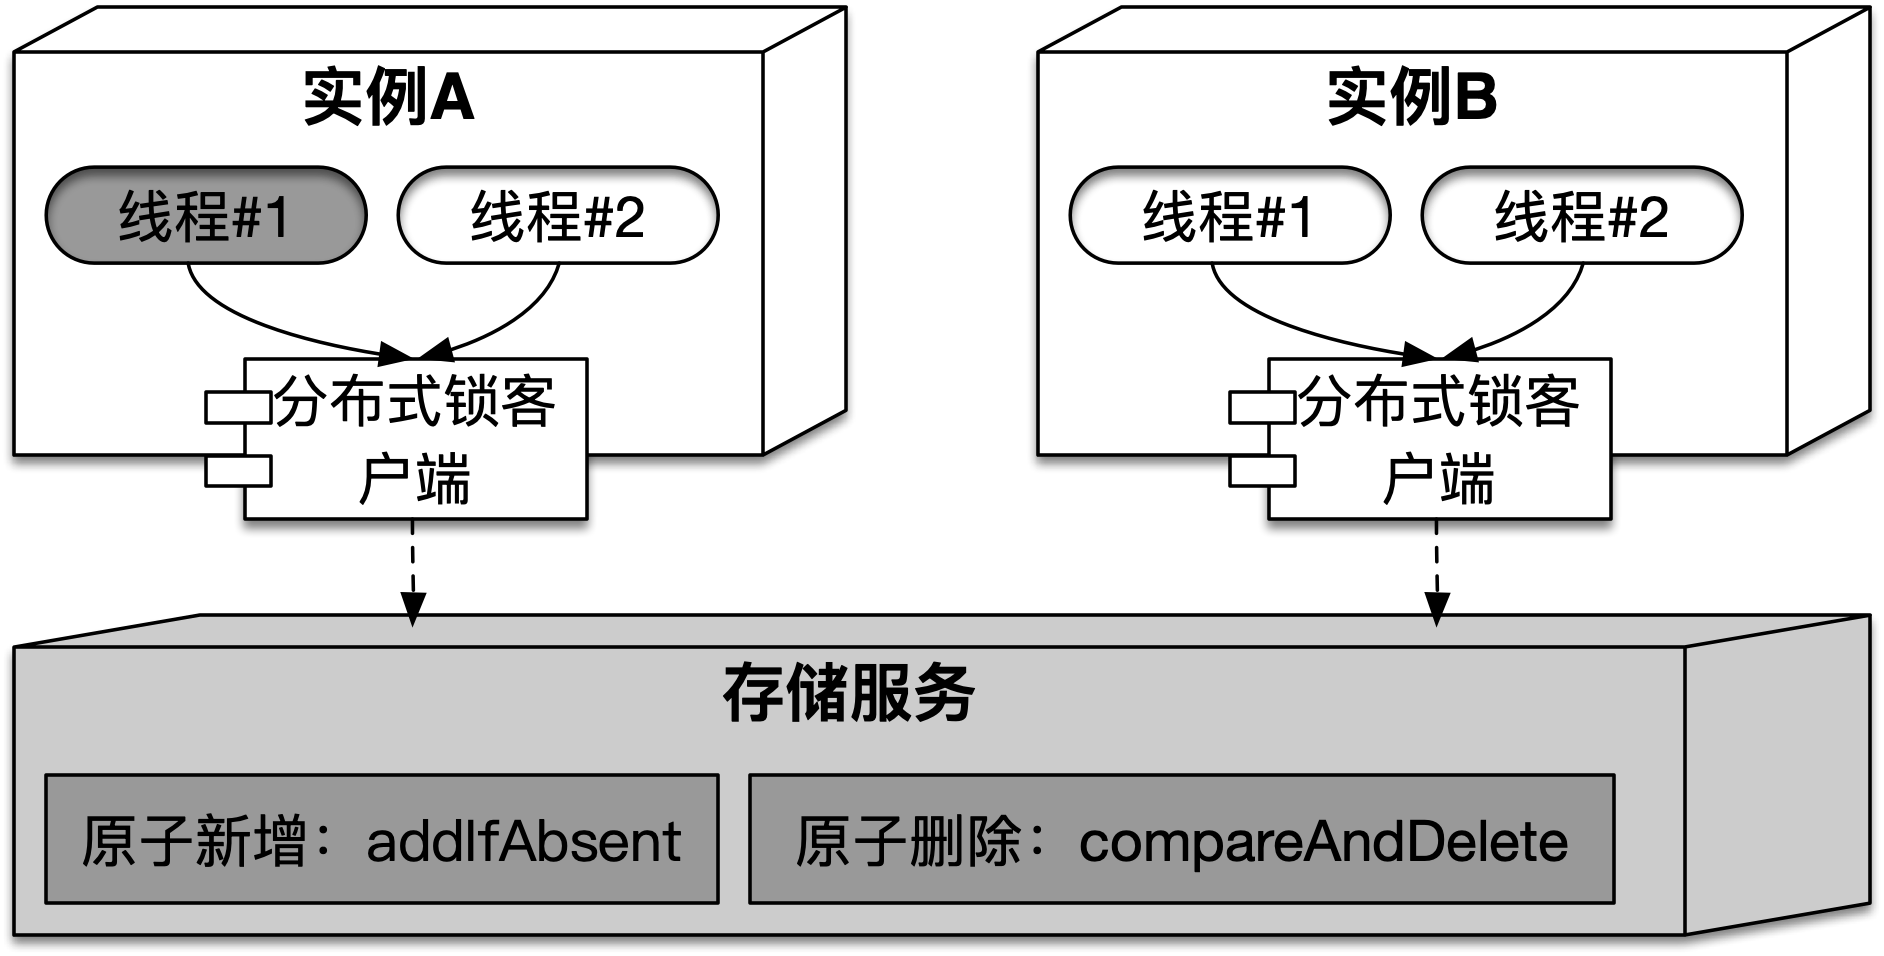 实例A
线程#1
线程#2
分布式锁客
户端
实例B
线程#1
线程#2
分布式锁客
户端
存储服务
原子新增：addIfAbsent
原子删除：compareAndDelete